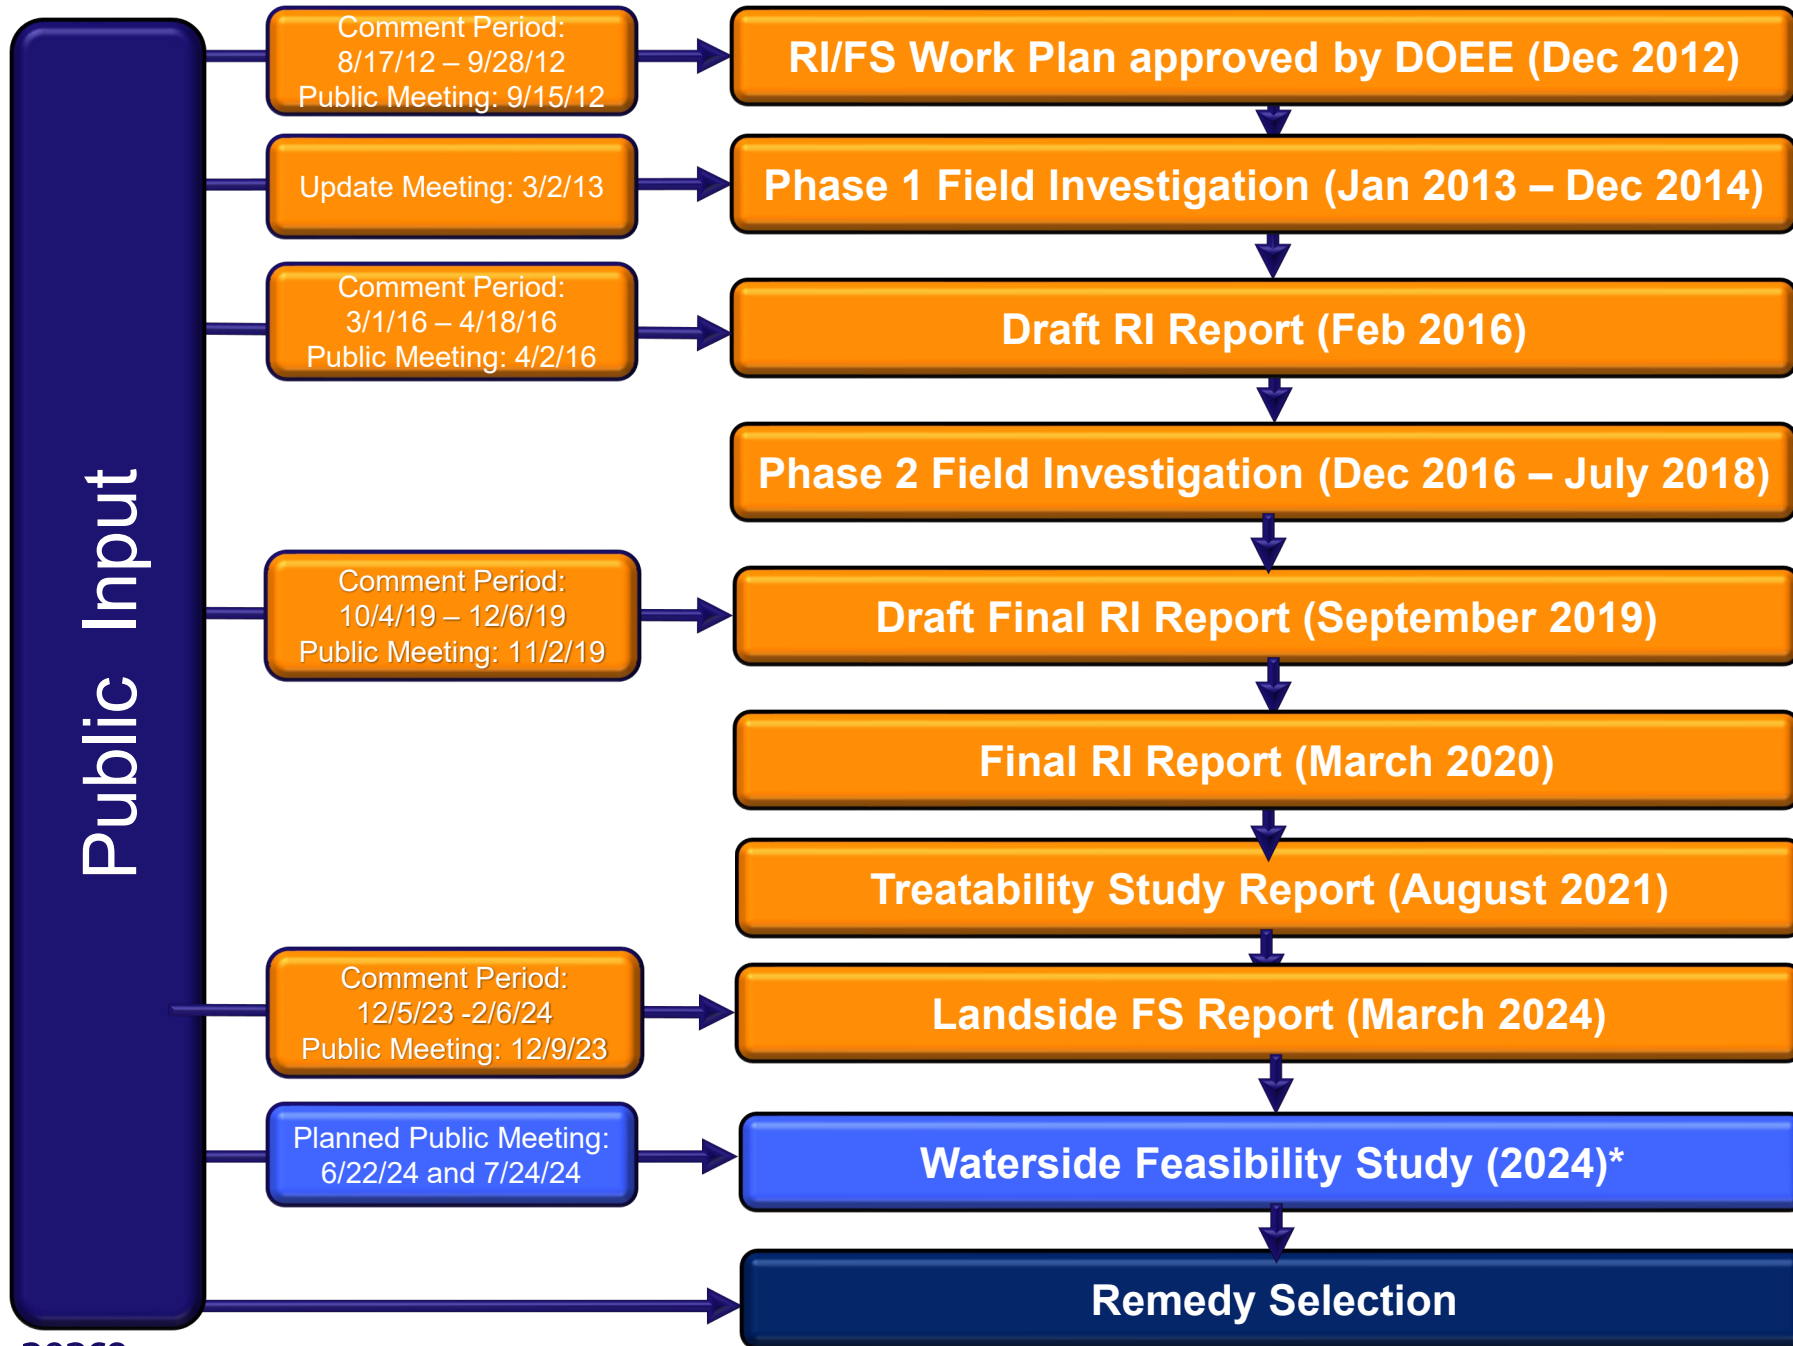 Public Input
Comment Period:
8/17/12 – 9/28/12
Public Meeting: 9/15/12
RI/FS Work Plan approved by DOEE (Dec 2012)
Update Meeting: 3/2/13
Phase 1 Field Investigation (Jan 2013 – Dec 2014)
Comment Period:
3/1/16 – 4/18/16
Public Meeting: 4/2/16
Draft RI Report (Feb 2016)
Phase 2 Field Investigation (Dec 2016 – July 2018)
Comment Period:
10/4/19 – 12/6/19
Public Meeting: 11/2/19
Draft Final RI Report (September 2019)
Final RI Report (March 2020)
Treatability Study Report (August 2021)
Comment Period:
12/5/23 -2/6/24
Public Meeting: 12/9/23
Landside FS Report (March 2024)
Planned Public Meeting:
6/22/24 and 7/24/24
Waterside Feasibility Study (2024)*
Remedy Selection